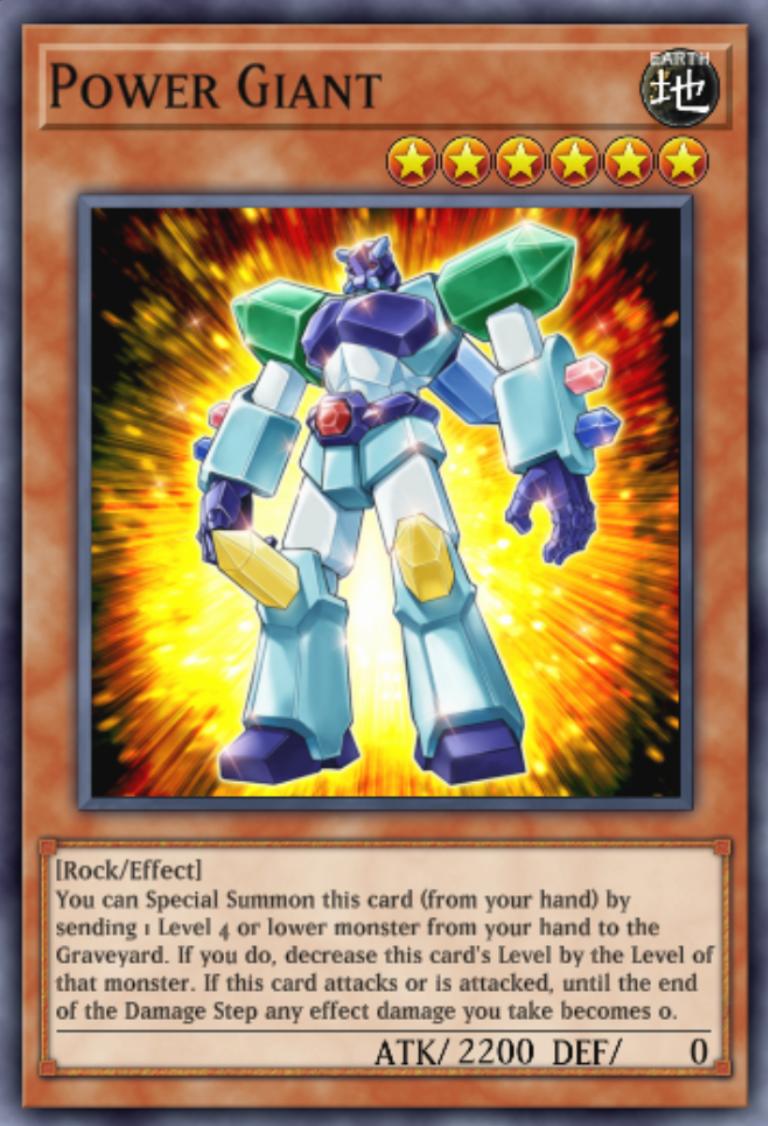 Power Giant
EARTH
地
[Rock/Effect]
You can Special Summon this card (from your hand) by
sending 1 Level 4 or lower monster from your hand to the
Graveyard. If you do, decrease this card's Level by the Level of
that monster. If this card attacks or is attacked, until the end
of the Damage Step any effect damage you take becomes 0.
ATK/ 2200 DEF/ 0